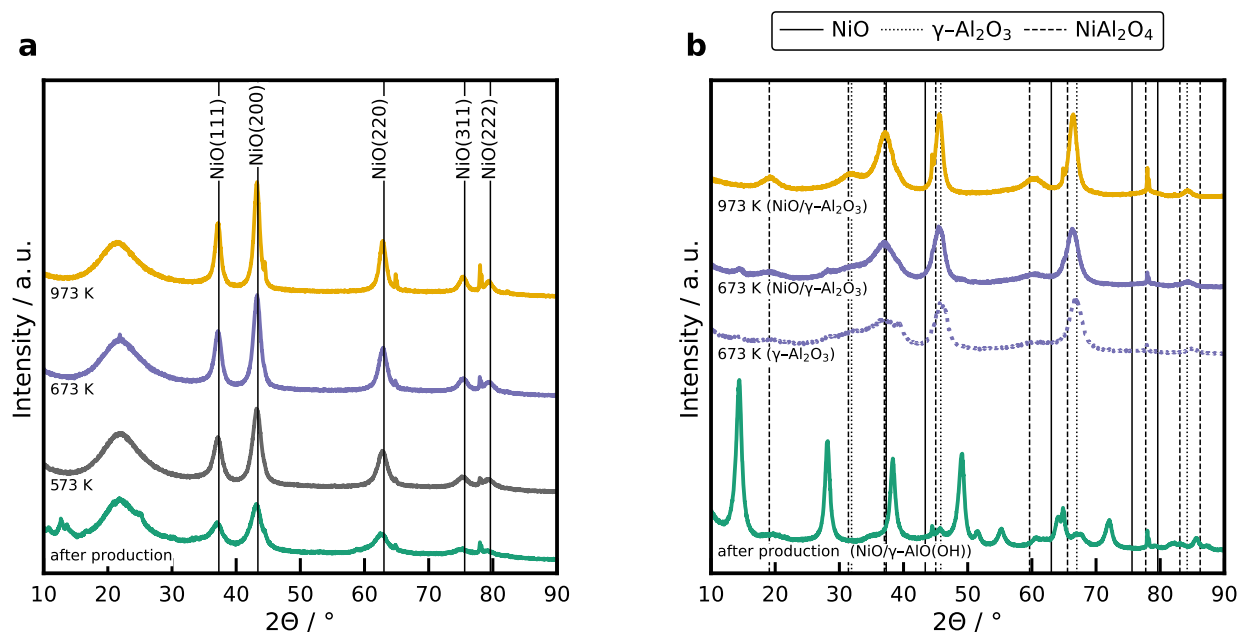 a
NiO(111)
NiO(200)
NiO(220)
NiO(311)
NiO(222)
973 K
673 K
573 K
after production
Intensity / a. u.
10 20 30 40 50 60 70 80 90
2Θ / °
b
NiO γ–Al₂O₃ NiAl₂O₄
973 K (NiO/γ–Al₂O₃)
673 K (NiO/γ–Al₂O₃)
673 K (γ–Al₂O₃)
after production (NiO/γ–AlO(OH))
Intensity / a. u.
10 20 30 40 50 60 70 80 90
2Θ / °